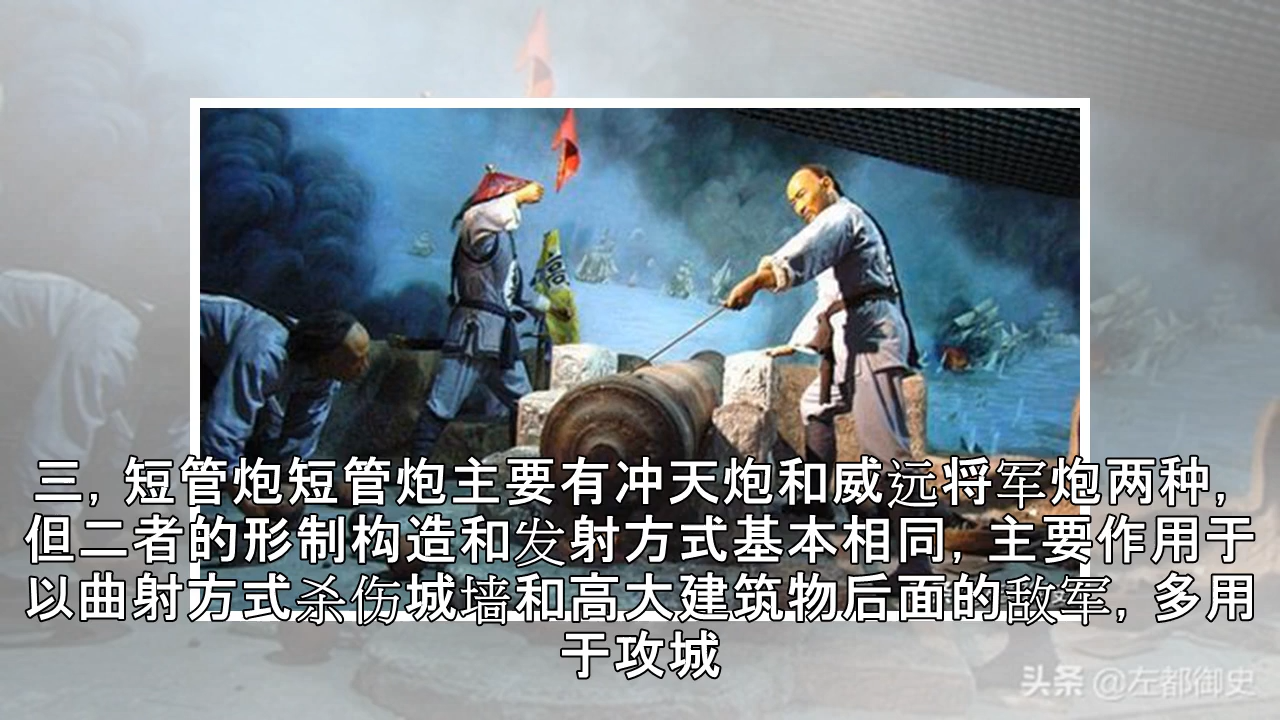 三，短管炮短管炮主要有冲天炮和威远将军炮两种，
但二者的形制构造和发射方式基本相同，主要作用于
以曲射方式杀伤城墙和高大建筑物后面的敌军，多用
于攻城
头条 @左都御史